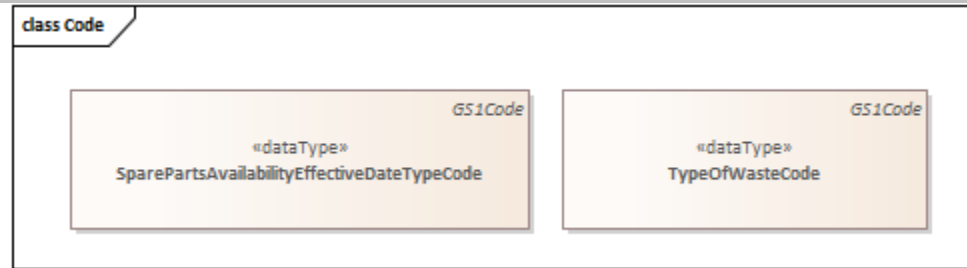 class Code
GS1Code
«dataType»
SparePartsAvailabilityEffectiveDateTypeCode
GS1Code
«dataType»
TypeOfWasteCode